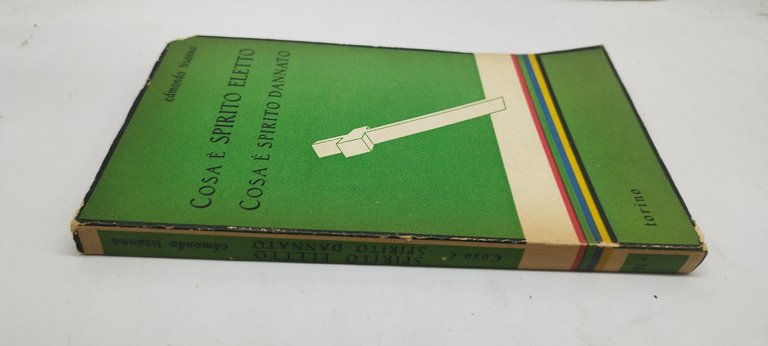 edmondo tisanna
COSA È SPIRITO ELETTO
COSA È SPIRITO DANNATO
torino
edmondo tisanna
Cosa è SPIRITO ELETTO
SPIRITO DANNATO